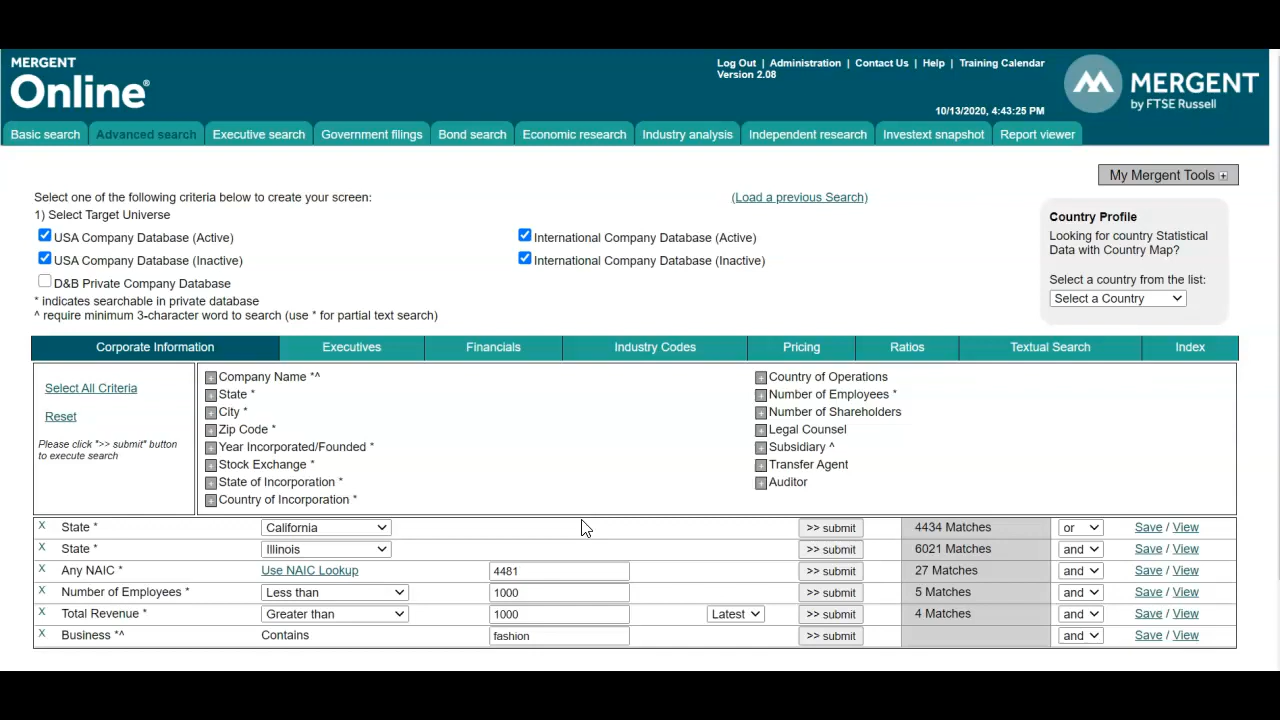 MERGENT
Online®
Log Out | Administration | Contact Us | Help | Training Calendar
Version 2.08
10/13/2020, 4:43:25 PM
MERGENT
by FTSE Russell
Basic search Advanced search Executive search Government filings Bond search Economic research Industry analysis Independent research Investext snapshot Report viewer
My Mergent Tools
Select one of the following criteria below to create your screen:
(Load a previous Search)
1) Select Target Universe
USA Company Database (Active)
International Company Database (Active)
USA Company Database (Inactive)
International Company Database (Inactive)
D&B Private Company Database
* indicates searchable in private database
^ require minimum 3-character word to search (use * for partial text search)
Country Profile
Looking for country Statistical
Data with Country Map?
Select a country from the list:
Select a Country
Corporate Information Executives Financials Industry Codes Pricing Ratios Textual Search Index
Select All Criteria
Reset
Please click ">> submit" button
to execute search
Company Name *^
State *
City *
Zip Code *
Year Incorporated/Founded *
Stock Exchange *
State of Incorporation *
Country of Incorporation *
Country of Operations
Number of Employees *
Number of Shareholders
Legal Counsel
Subsidiary ^
Transfer Agent
Auditor
X State * California >> submit 4434 Matches or Save / View
X State * Illinois >> submit 6021 Matches and Save / View
X Any NAIC * Use NAIC Lookup 4481 >> submit 27 Matches and Save / View
X Number of Employees * Less than 1000 >> submit 5 Matches and Save / View
X Total Revenue * Greater than 1000 Latest >> submit 4 Matches and Save / View
X Business *^ Contains fashion >> submit and Save / View